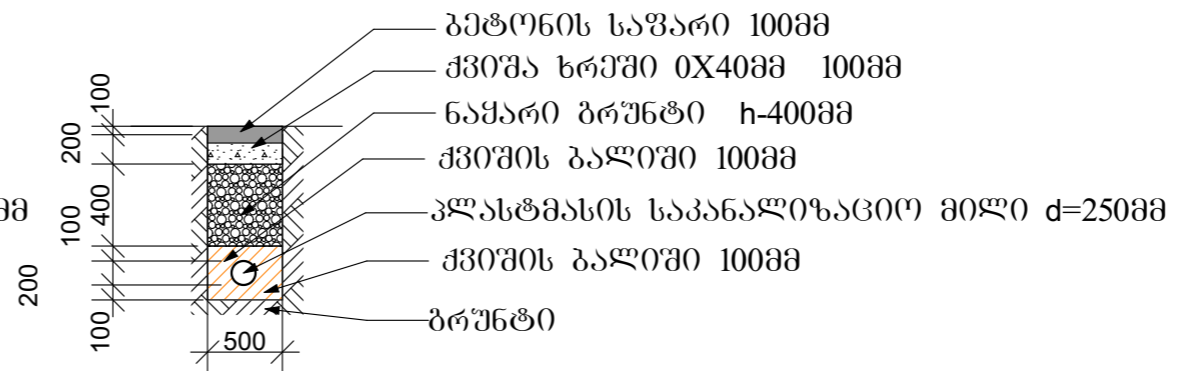 ბეტონის საფარი 100მმ
ქვიშა ხრეში 0X40მმ 100მმ
ნაყარი გრუნტი h-400მმ
ქვიშის ბალიში 100მმ
პლასტმასის საკანალიზაციო მილი d=250მმ
ქვიშის ბალიში 100მმ
გრუნტი
მმ
100
200
400
100
200
100
500